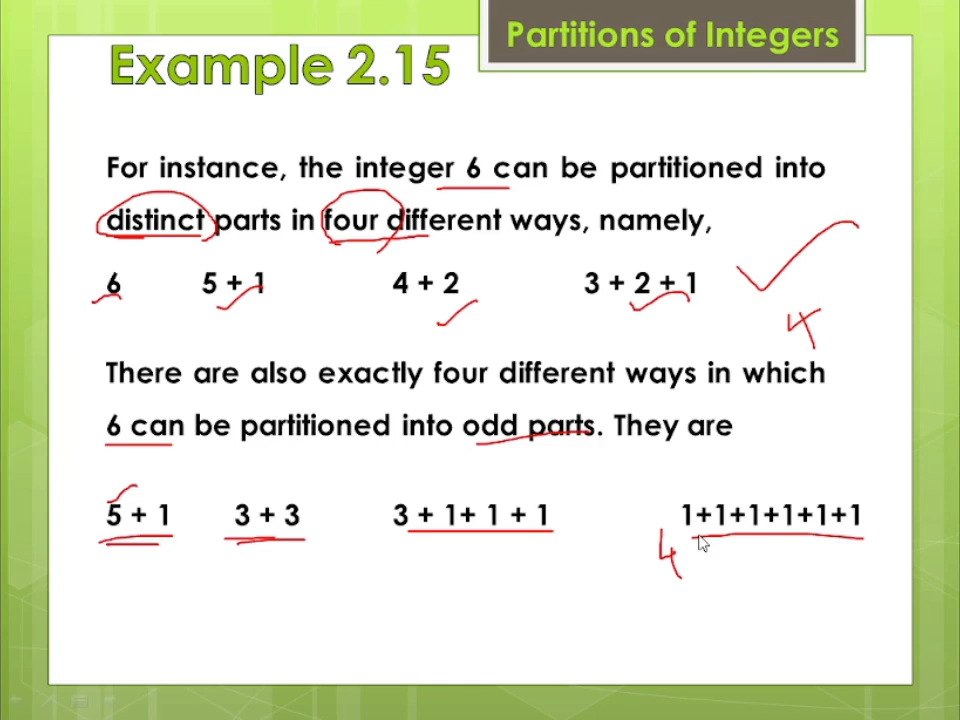 Partitions of Integers
Example 2.15
For instance, the integer 6 can be partitioned into
distinct parts in four different ways, namely,
6 5 + 1 4 + 2 3 + 2 + 1
4
There are also exactly four different ways in which
6 can be partitioned into odd parts. They are
5 + 1 3 + 3 3 + 1+ 1 + 1 1+1+1+1+1+1
4